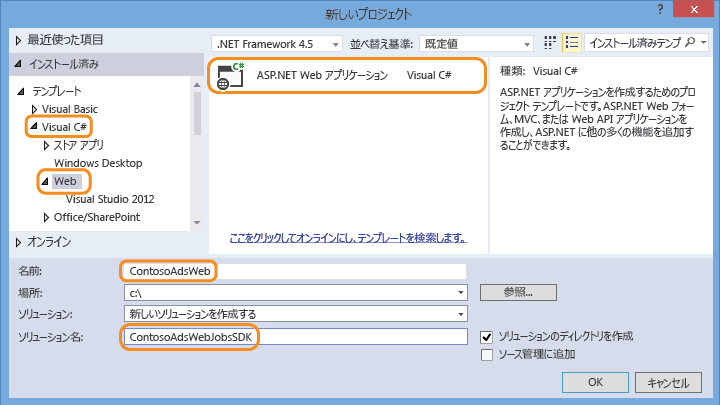 新しいプロジェクト
?
最近使った項目
インストール済み
テンプレート
Visual Basic
Visual C#
ストア アプリ
Windows Desktop
Web
Visual Studio 2012
Office/SharePoint
オンライン
.NET Framework 4.5
並べ替え基準:
既定値
インストール済みテンプ
C#
ASP.NET Web アプリケーション
Visual C#
ここをクリックしてオンラインにし、テンプレートを検索します。
種類: Visual C#
ASP.NET アプリケーションを作成するためのプ
ロジェクト テンプレートです。ASP.NET Web フォー
ム、MVC、または Web API アプリケーションを
作成し、ASP.NET に他の多くの機能を追加す
ることができます。
名前:
ContosoAdsWeb
場所:
c:\
参照...
ソリューション:
新しいソリューションを作成する
ソリューション名:
ContosoAdsWebJobsSDK
ソリューションのディレクトリを作成
ソース管理に追加
OK
キャンセル